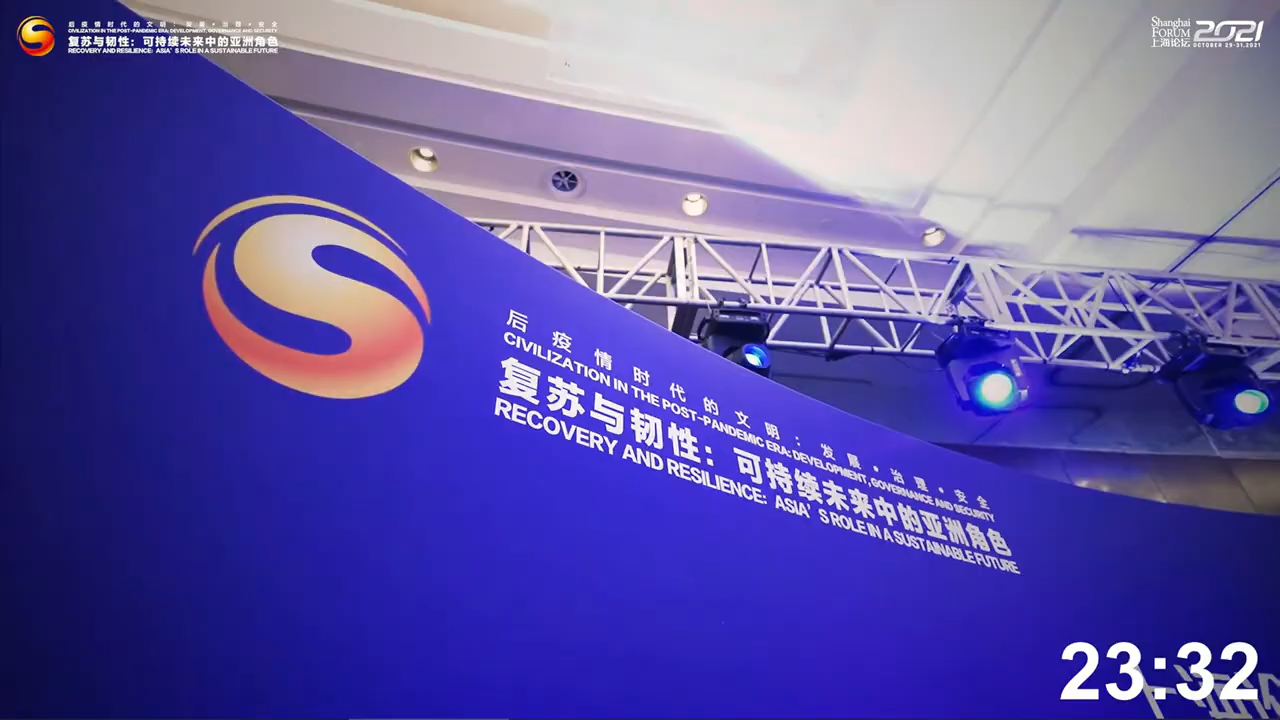 后疫情时代的文明：发展·治理·安全
CIVILIZATION IN THE POST-PANDEMIC ERA: DEVELOPMENT, GOVERNANCE AND SECURITY
复苏与韧性：可持续未来中的亚洲角色
RECOVERY AND RESILIENCE: ASIA'S ROLE IN A SUSTAINABLE FUTURE
Shanghai
FORUM
上海论坛
2021
OCTOBER 29-31,2021
后疫情时代的文明：发展·治理·安全
CIVILIZATION IN THE POST-PANDEMIC ERA: DEVELOPMENT, GOVERNANCE AND SECURITY
复苏与韧性：可持续未来中的亚洲角色
RECOVERY AND RESILIENCE: ASIA'S ROLE IN A SUSTAINABLE FUTURE
23:32